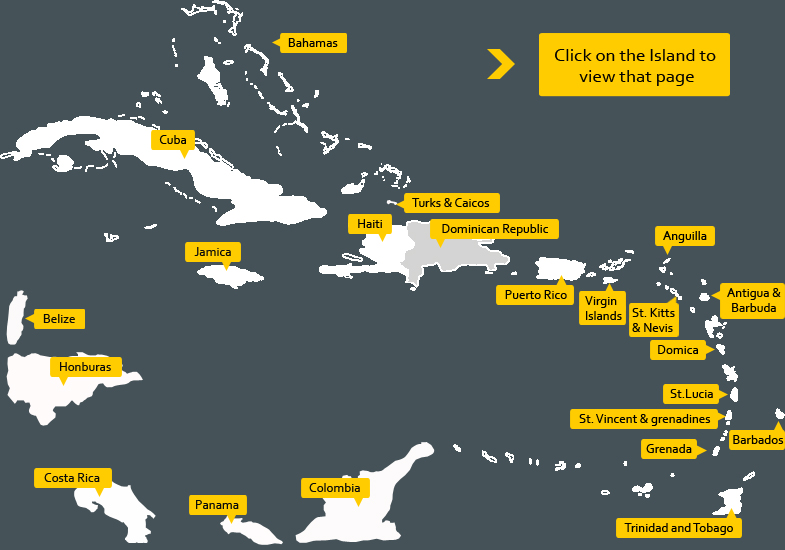 Bahamas
Click on the Island to
view that page
Cuba
Turks & Caicos
Haiti
Dominican Republic
Anguilla
Jamica
Puerto Rico
Virgin
Islands
St. Kitts
& Nevis
Antigua &
Barbuda
Belize
Domica
Honburas
St.Lucia
St. Vincent & grenadines
Barbados
Grenada
Costa Rica
Colombia
Panama
Trinidad and Tobago